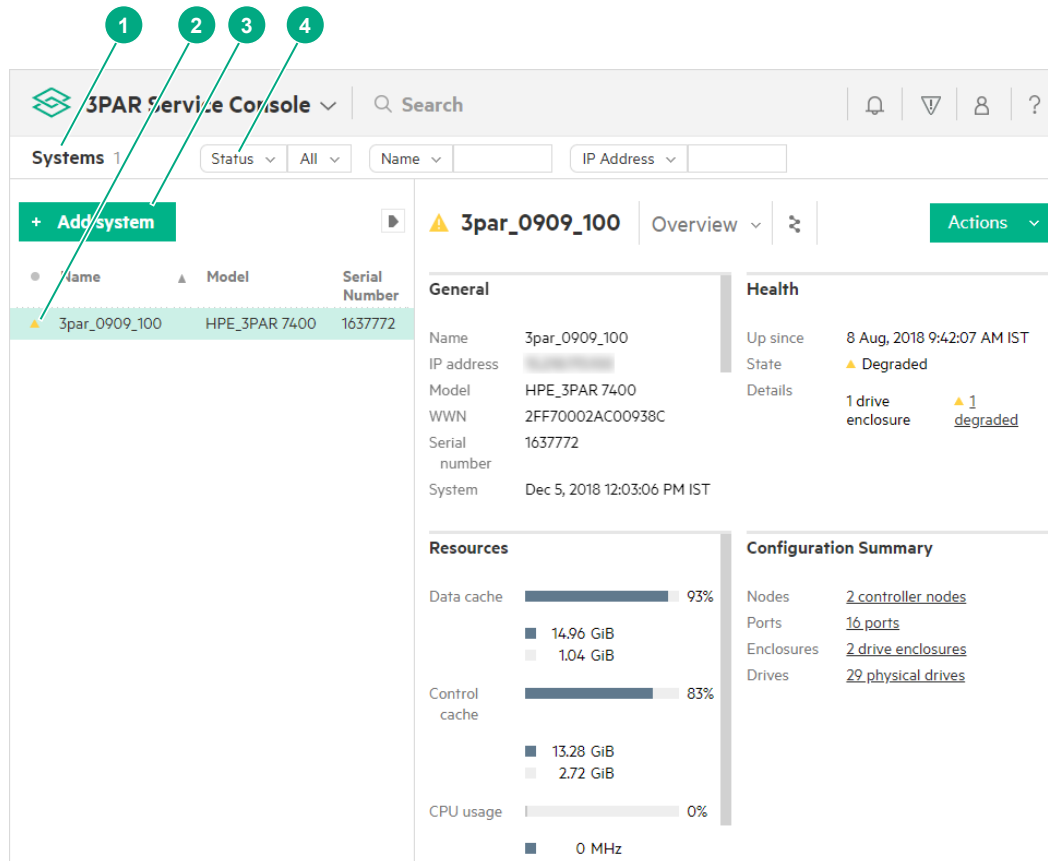 1 2 3 4
3PAR Service Console Search ?
Systems 1 Status All Name IP Address
+ Add system
3par_0909_100 Overview Actions
Name Model Serial Number
3par_0909_100 HPE_3PAR 7400 1637772
General
Name 3par_0909_100
IP address
Model HPE_3PAR 7400
WWN 2FF70002AC00938C
Serial number 1637772
System Dec 5, 2018 12:03:06 PM IST
Health
Up since 8 Aug, 2018 9:42:07 AM IST
State Degraded
Details 1 drive enclosure 1 degraded
Resources
Data cache 93%
14.96 GiB
1.04 GiB
Control cache 83%
13.28 GiB
2.72 GiB
CPU usage 0%
0 MHz
Configuration Summary
Nodes 2 controller nodes
Ports 16 ports
Enclosures 2 drive enclosures
Drives 29 physical drives